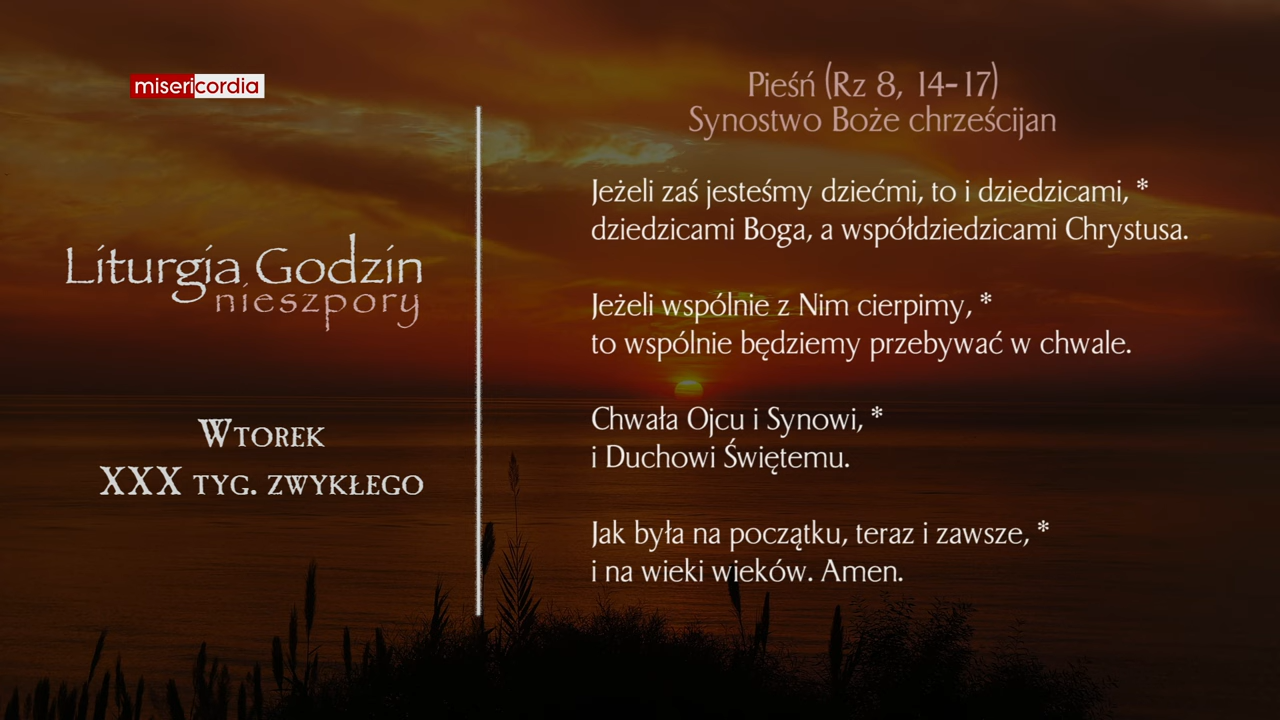 misericordia
Liturgia Godzin
nieszpory
Wtorek
XXX tyg. zwykłego
Pieśń (Rz 8, 14-17)
Synostwo Boże chrześcijan
Jeżeli zaś jesteśmy dziećmi, to i dziedzicami, *
dziedzicami Boga, a współdziedzicami Chrystusa.
Jeżeli wspólnie z Nim cierpimy, *
to wspólnie będziemy przebywać w chwale.
Chwała Ojcu i Synowi, *
i Duchowi Świętemu.
Jak była na początku, teraz i zawsze, *
i na wieki wieków. Amen.